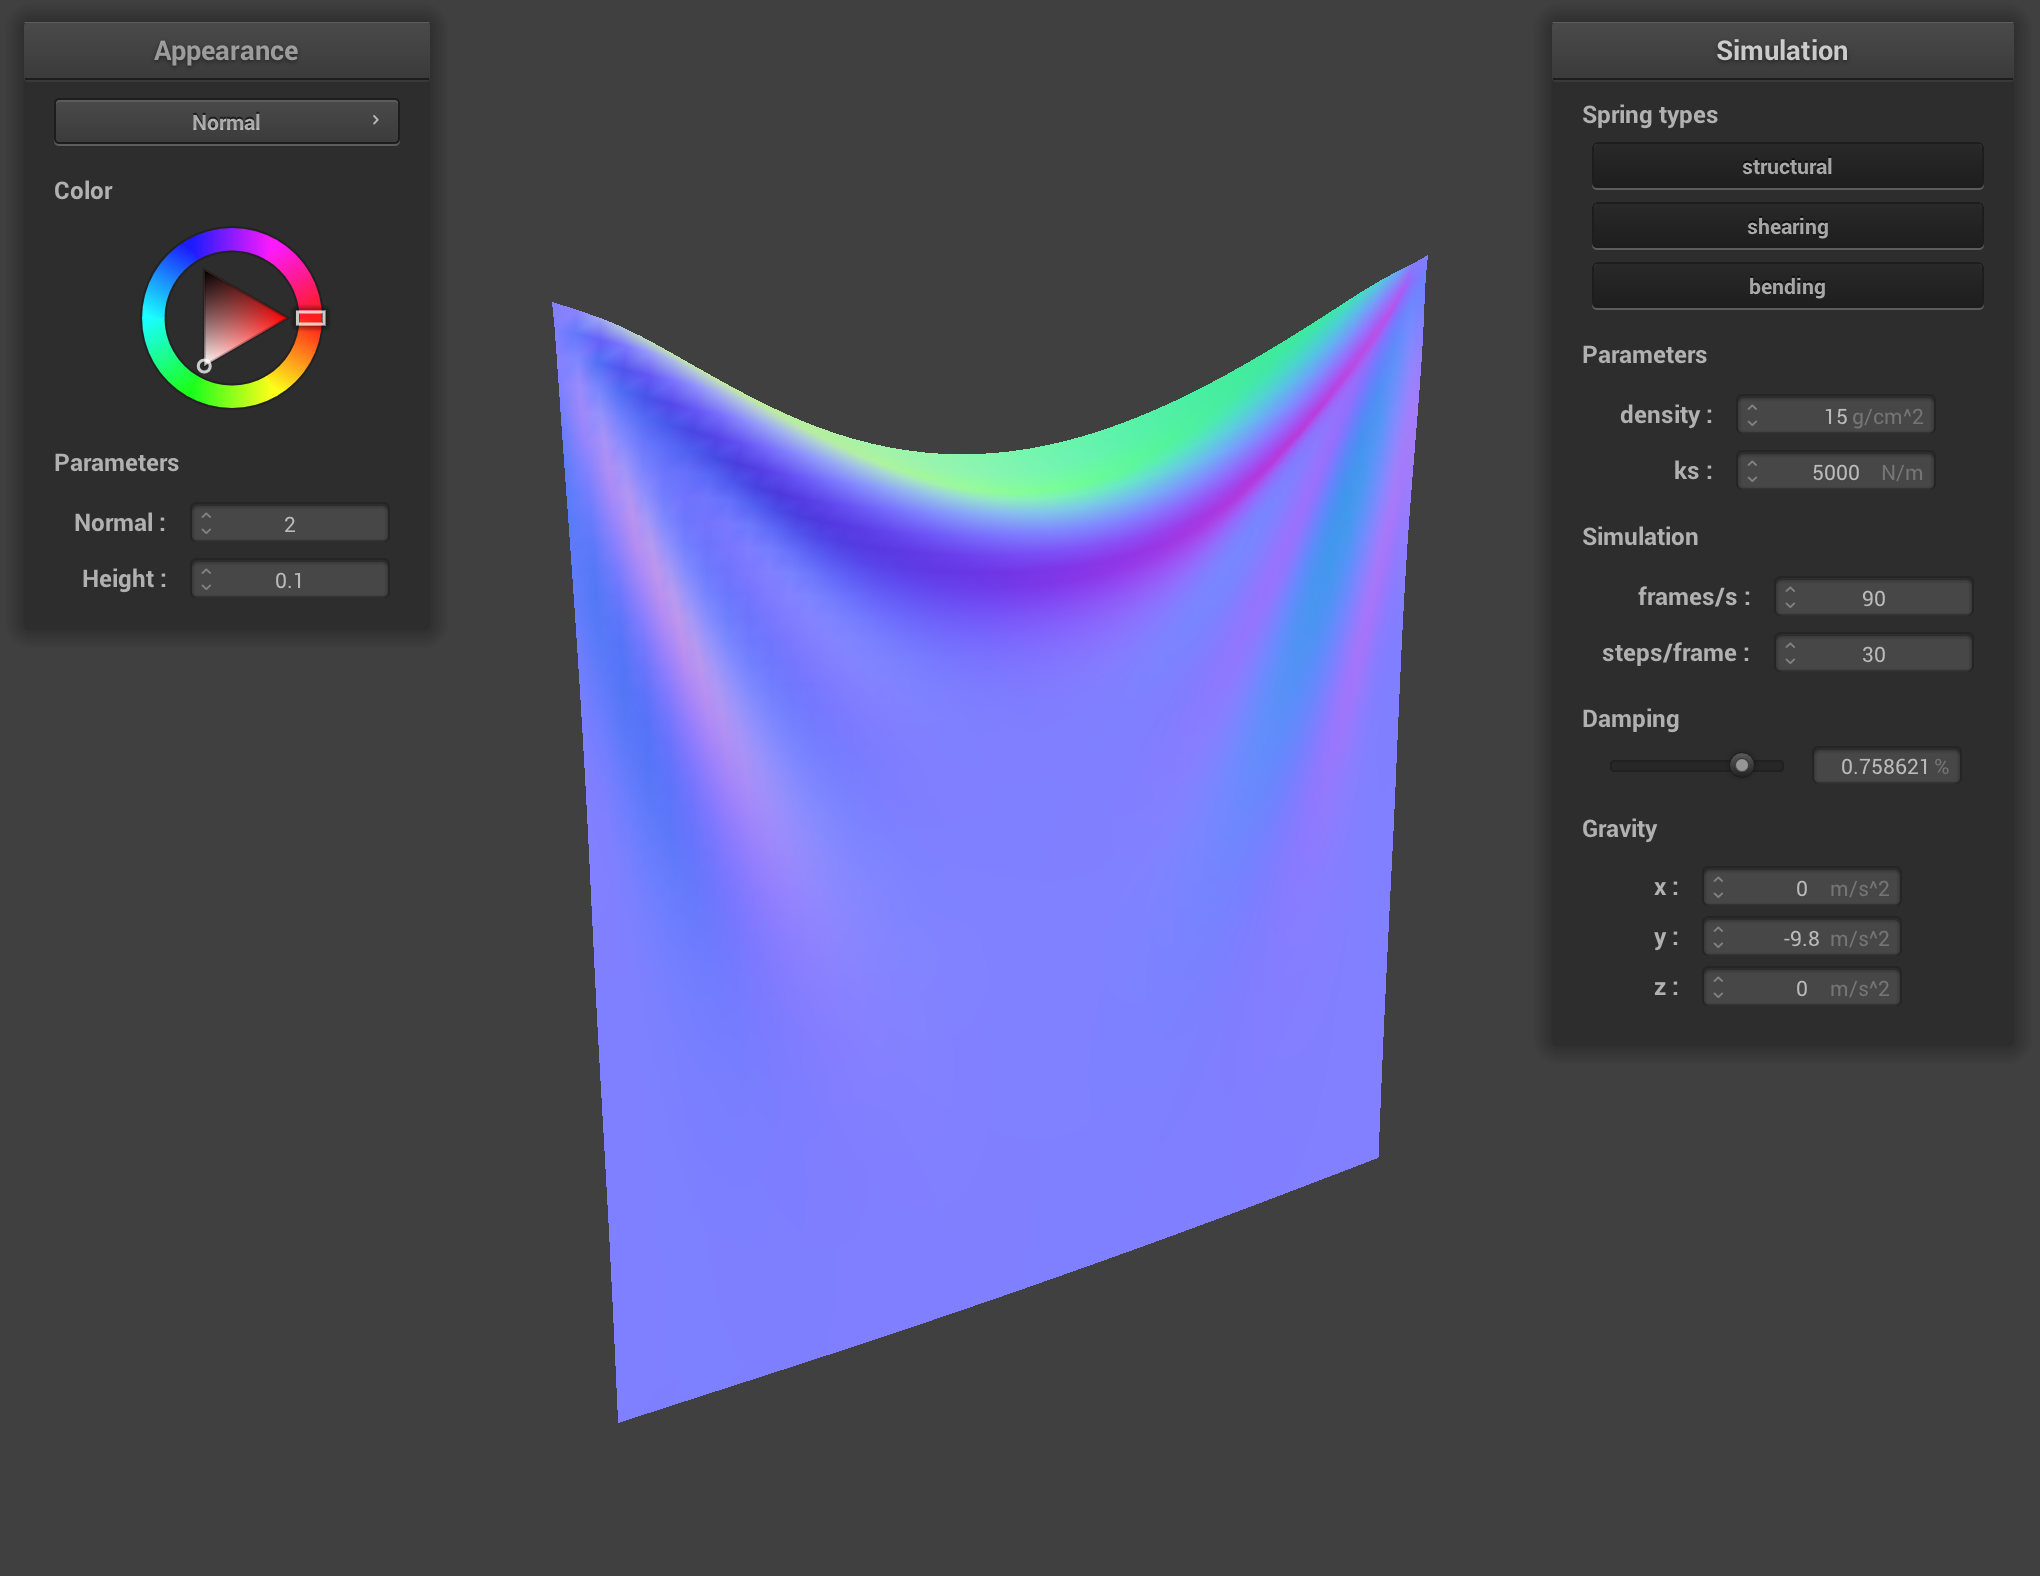 Appearance
Normal
Color
Parameters
Normal : 2
Height : 0.1
Simulation
Spring types
structural
shearing
bending
Parameters
density : 15 g/cm^2
ks : 5000 N/m
Simulation
frames/s : 90
steps/frame : 30
Damping
0.758621 %
Gravity
x : 0 m/s^2
y : -9.8 m/s^2
z : 0 m/s^2